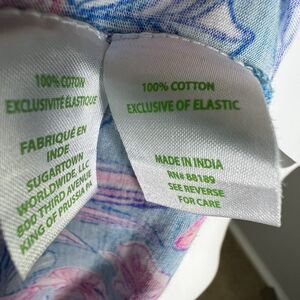 100% COTTON
EXCLUSIVITÉ ÉLASTIQUE
FABRIQUÉ EN
INDE
SUGARTOWN
WORLDWIDE, LLC
800 THIRD AVENUE
KING OF PRUSSIA PA
100% COTTON
EXCLUSIVE OF ELASTIC
MADE IN INDIA
RN# 88189
SEE REVERSE
FOR CARE